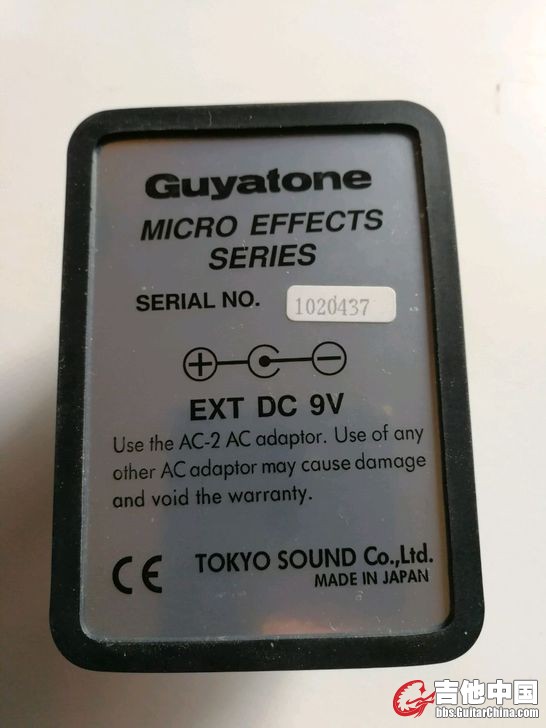 Guyatone
MICRO EFFECTS
SERIES
SERIAL NO. 1020437
EXT DC 9V
Use the AC-2 AC adaptor. Use of any
other AC adaptor may cause damage
and void the warranty.
CE TOKYO SOUND Co.,Ltd.
MADE IN JAPAN
吉他中国
bbs.GuitarChina.com